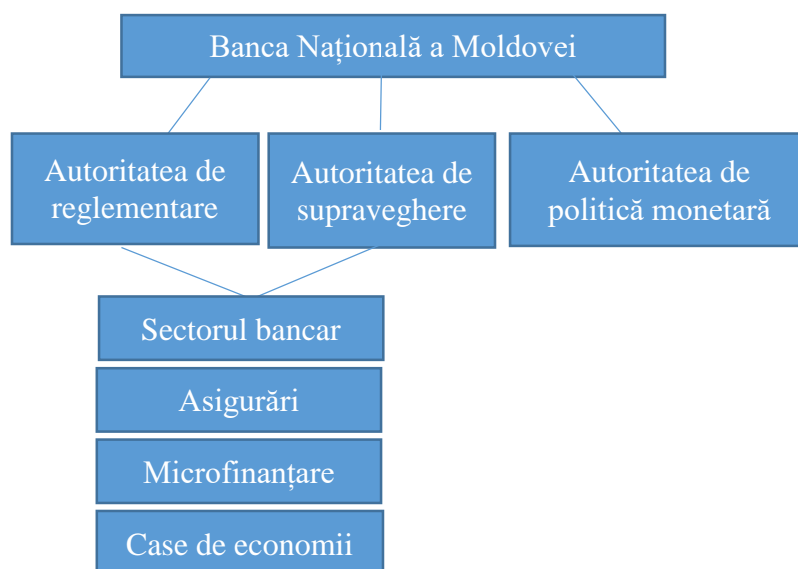 Banca Națională a Moldovei
Autoritatea de
reglementare
Autoritatea de
supraveghere
Autoritatea de
politică monetară
Sectorul bancar
Asigurări
Microfinanțare
Case de economii